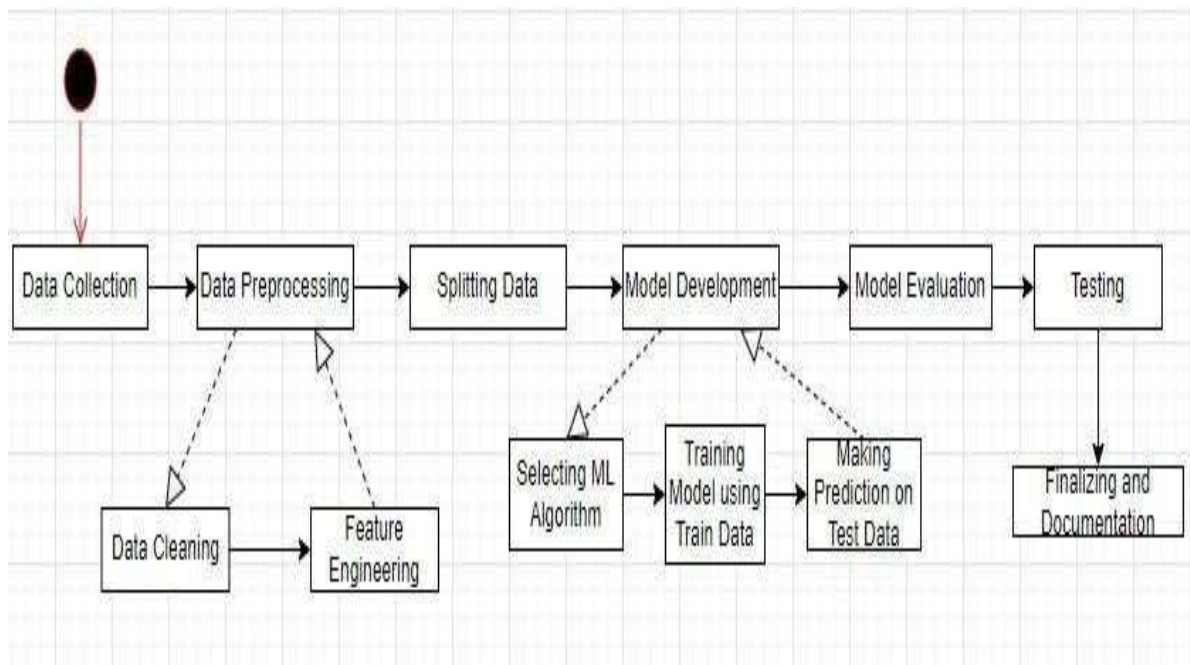 Data Collection
Data Preprocessing
Splitting Data
Model Development
Model Evaluation
Testing
Data Cleaning
Feature
Engineering
Selecting ML
Algorithm
Training
Model using
Train Data
Making
Prediction on
Test Data
Finalizing and
Documentation